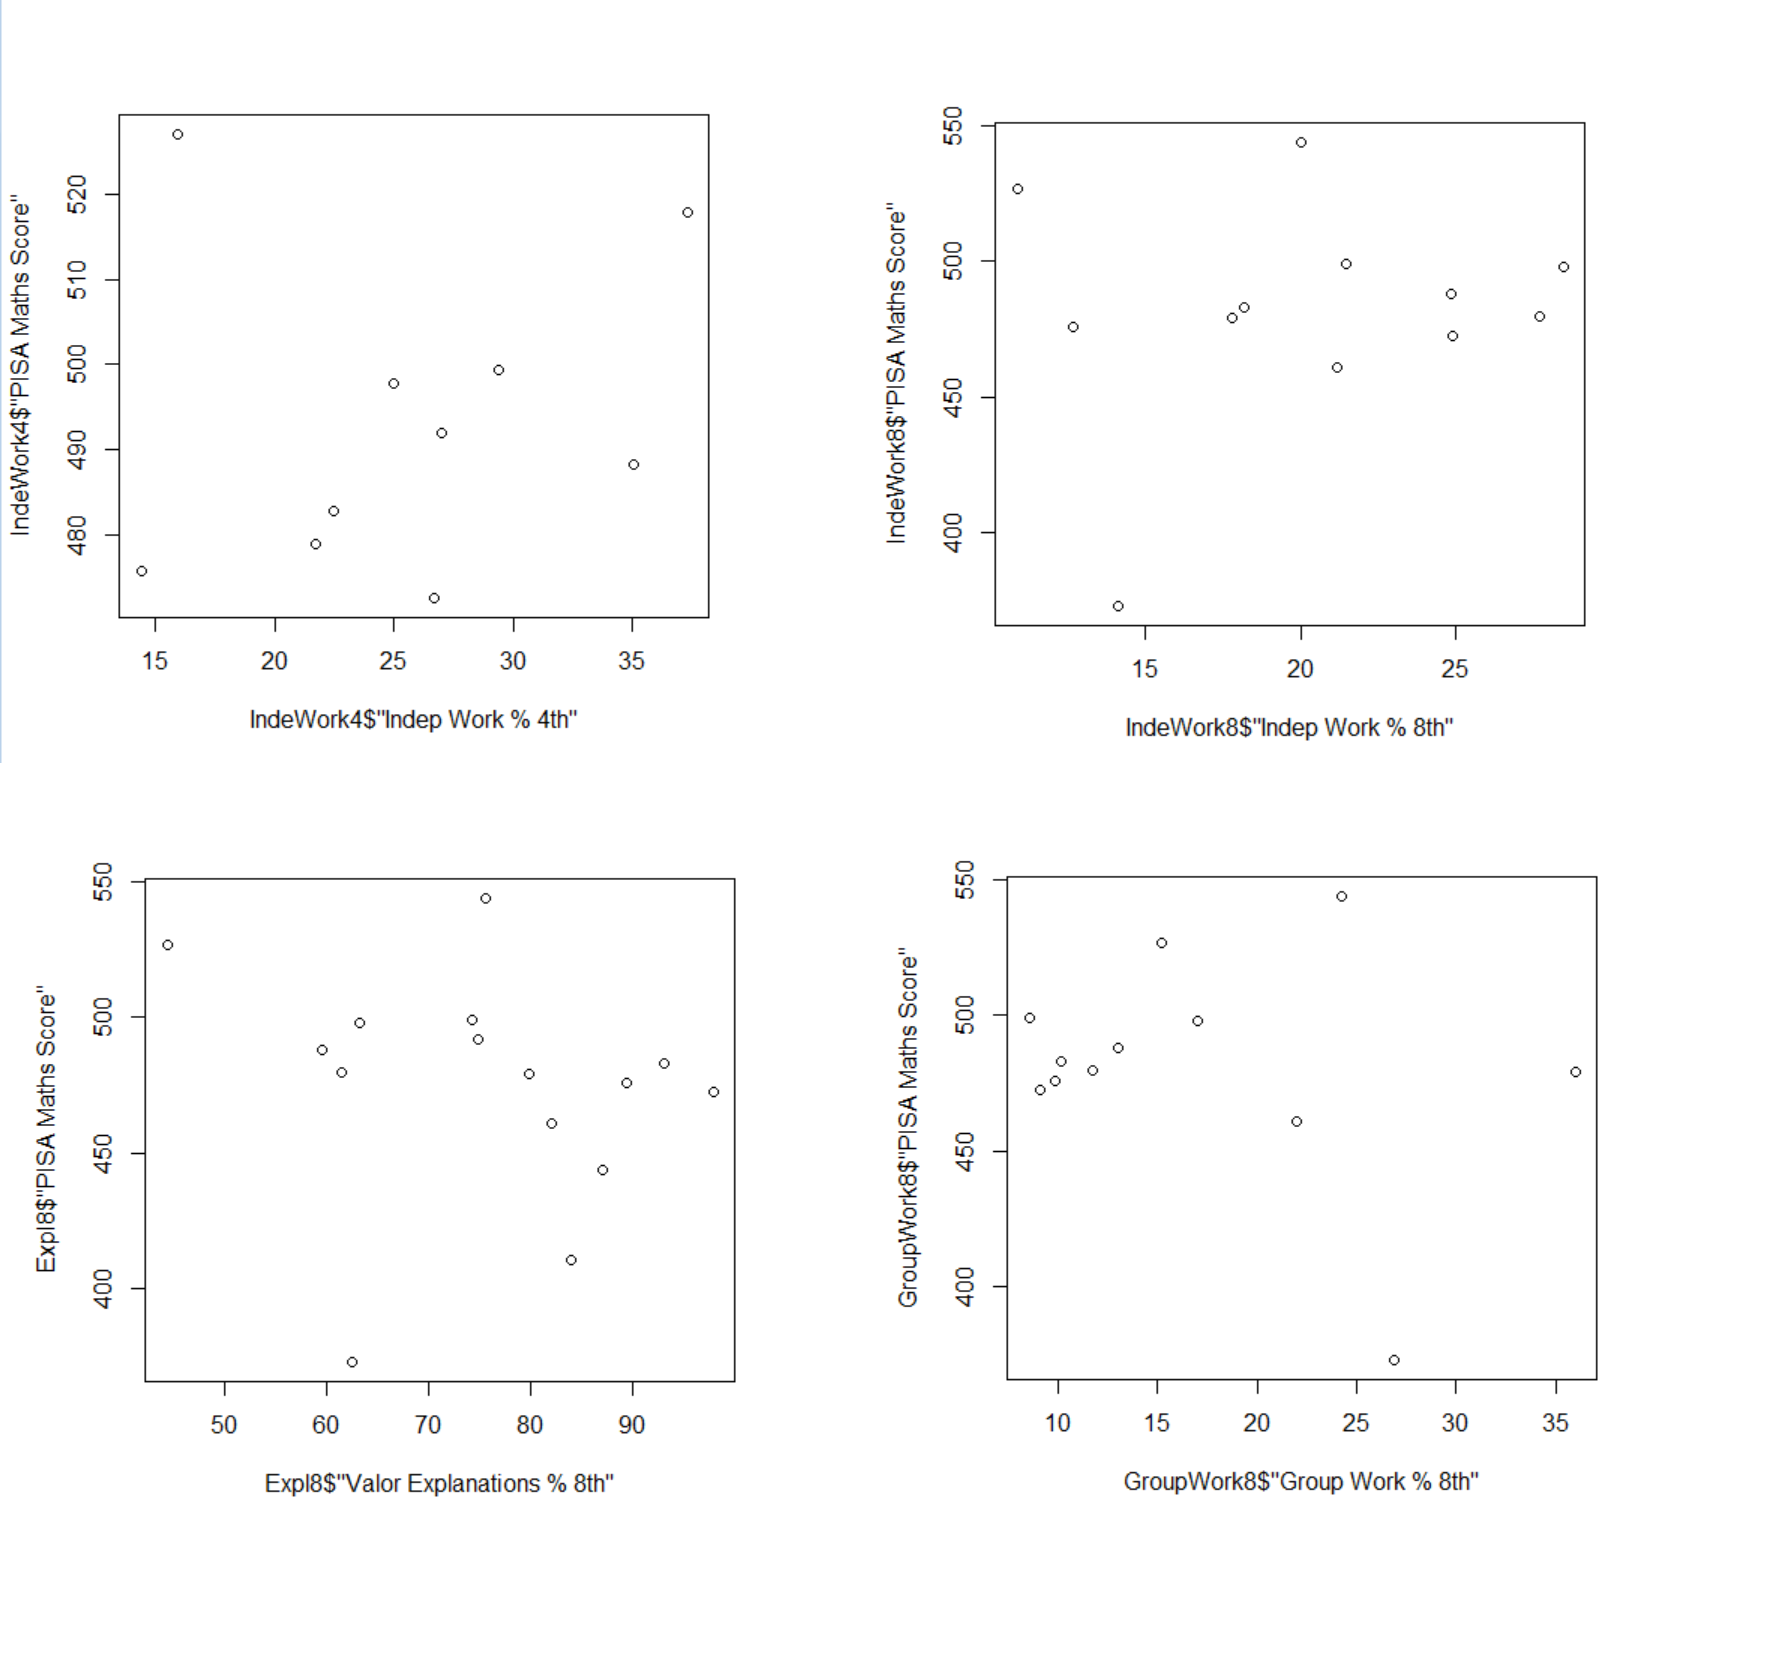 IndeWork4$"PISA Maths Score"
520
510
500
490
480
15 20 25 30 35
IndeWork4$"Indep Work % 4th"
IndeWork8$"PISA Maths Score"
550
500
450
400
15 20 25
IndeWork8$"Indep Work % 8th"
Expl8$"PISA Maths Score"
550
500
450
400
50 60 70 80 90
Expl8$"Valor Explanations % 8th"
GroupWork8$"PISA Maths Score"
550
500
450
400
10 15 20 25 30 35
GroupWork8$"Group Work % 8th"